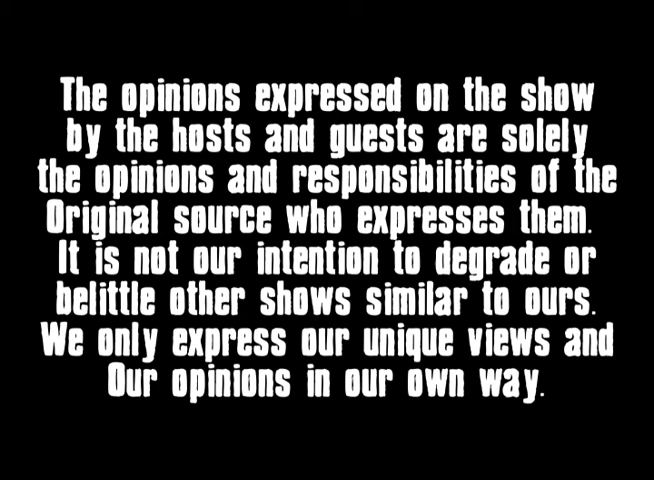 The opinions expressed on the show
by the hosts and guests are solely
the opinions and responsibilities of the
Original source who expresses them.
It is not our intention to degrade or
belittle other shows similar to ours.
We only express our unique views and
Our opinions in our own way.